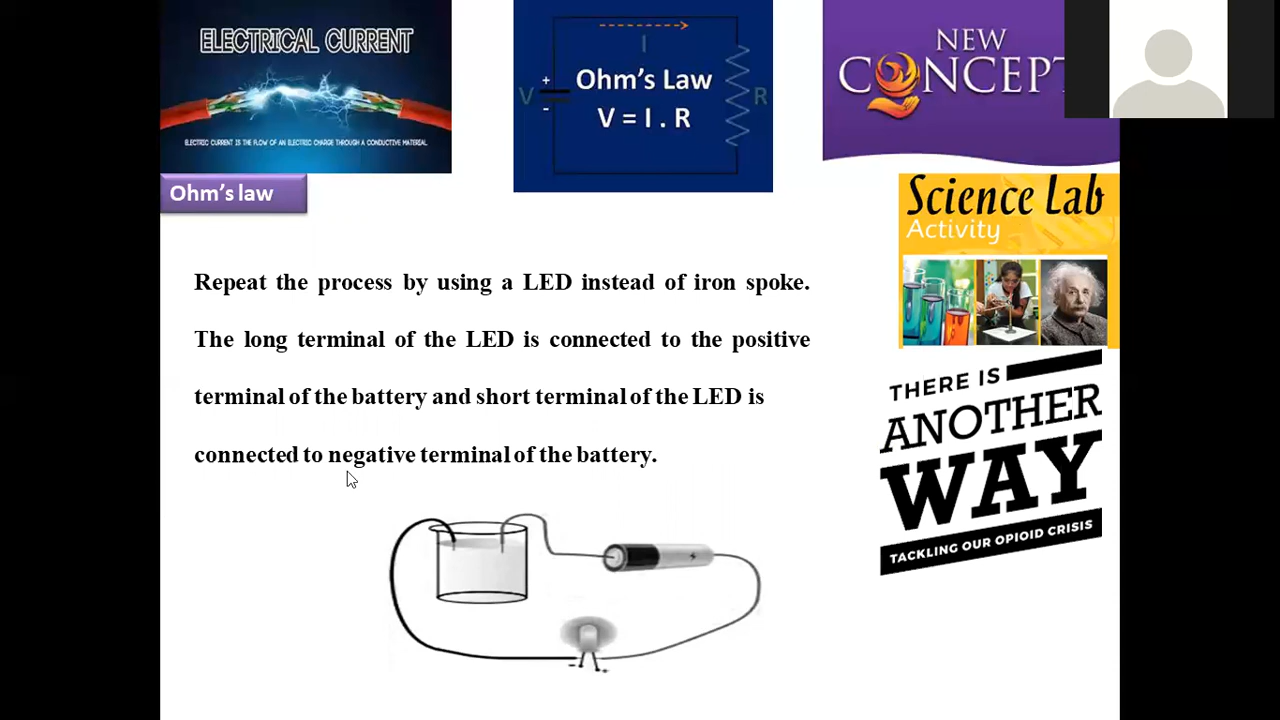 ELECTRICAL CURRENT
ELECTRIC CURRENT IS THE FLOW OF AN ELECTRIC CHARGE THROUGH A CONDUCTIVE MATERIAL.
I
+
V
-
R
Ohm's Law
V = I . R
NEW
CONCEPT
Ohm's law
Science Lab
Activity
Repeat the process by using a LED instead of iron spoke.
The long terminal of the LED is connected to the positive
terminal of the battery and short terminal of the LED is
connected to negative terminal of the battery.
THERE IS
ANOTHER
WAY
TACKLING OUR OPIOID CRISIS
- +